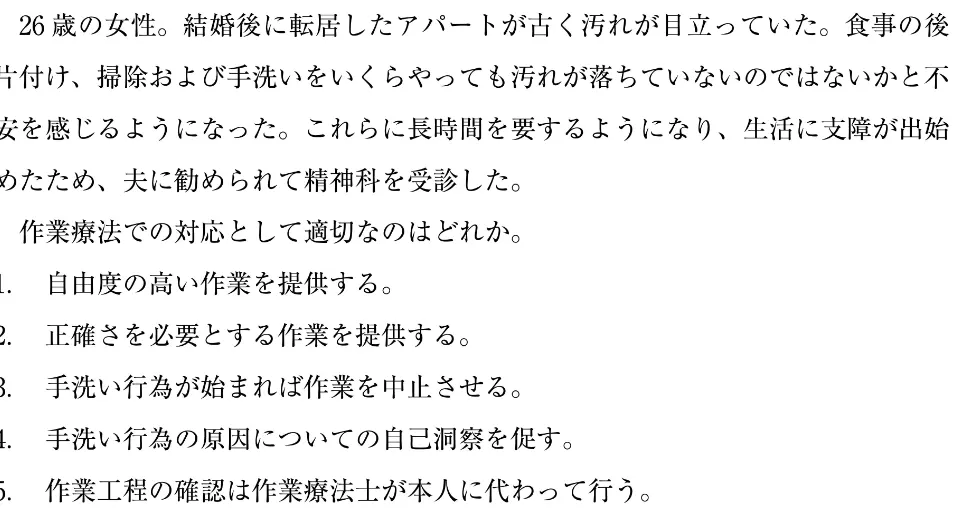 26歳の女性。結婚後に転居したアパートが古く汚れが目立っていた。食事の後
片付け、掃除および手洗いをいくらやっても汚れが落ちていないのではないかと不
安を感じるようになった。これらに長時間を要するようになり、生活に支障が出始
めたため、夫に勧められて精神科を受診した。
作業療法での対応として適切なのはどれか。
1. 自由度の高い作業を提供する。
2. 正確さを必要とする作業を提供する。
3. 手洗い行為が始まれば作業を中止させる。
4. 手洗い行為の原因についての自己洞察を促す。
5. 作業工程の確認は作業療法士が本人に代わって行う。